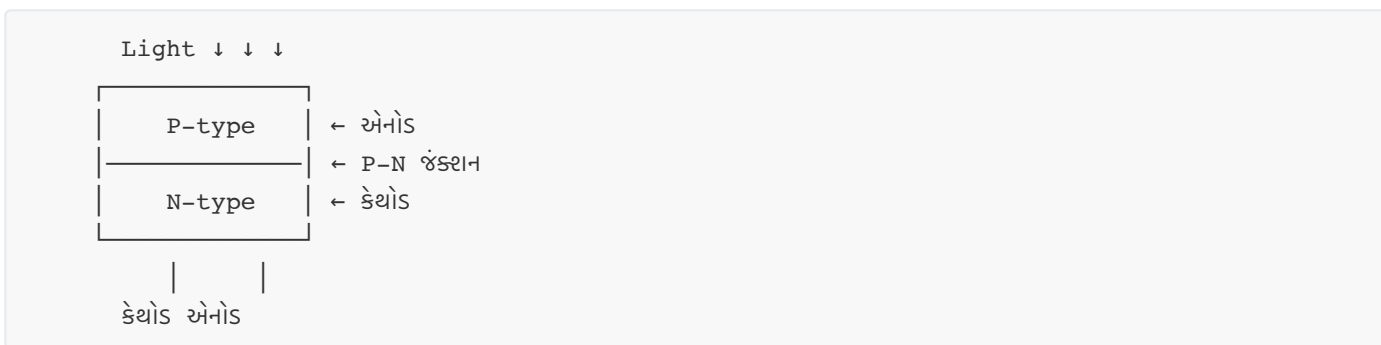 Light ↓ ↓ ↓
P-type ← એનોડ
← P-N જંક્શન
N-type ← કેથોડ
કેથોડ એનોડ